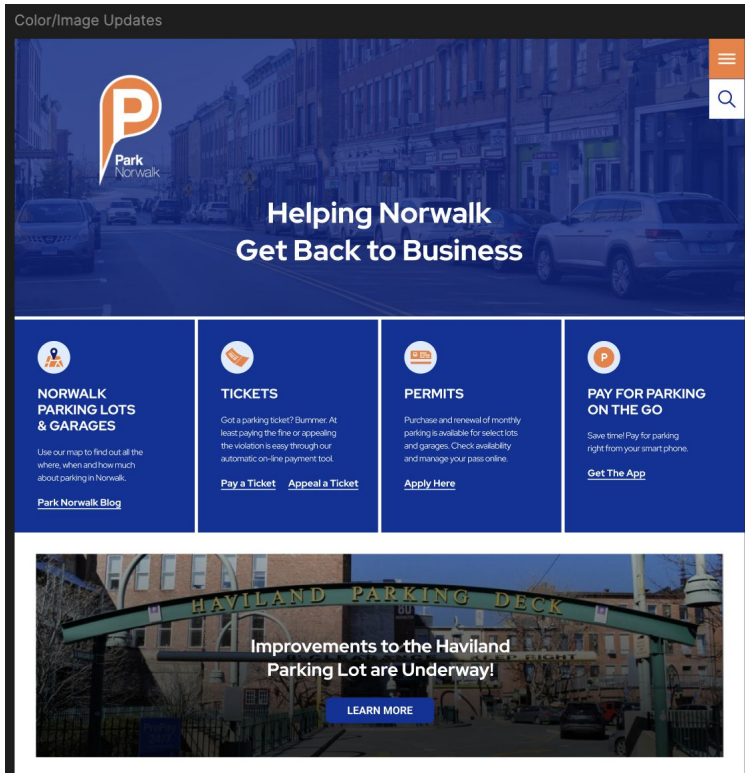 Color/Image Updates
P
Park
Norwalk
Helping Norwalk
Get Back to Business
NORWALK
PARKING LOTS
& GARAGES
Use our map to find out all the
where, when and how much
about parking in Norwalk.
Park Norwalk Blog
TICKETS
Got a parking ticket? Bummer. At
least paying the fine or appealing
the violation is easy through our
automatic on-line payment tool.
Pay a Ticket Appeal a Ticket
PERMITS
Purchase and renewal of monthly
parking is available for select lots
and garages. Check availability
and manage your pass online.
Apply Here
P
PAY FOR PARKING
ON THE GO
Save time! Pay for parking
right from your smart phone.
Get The App
HAVILAND PARKING DECK
Improvements to the Haviland
Parking Lot are Underway!
LEARN MORE